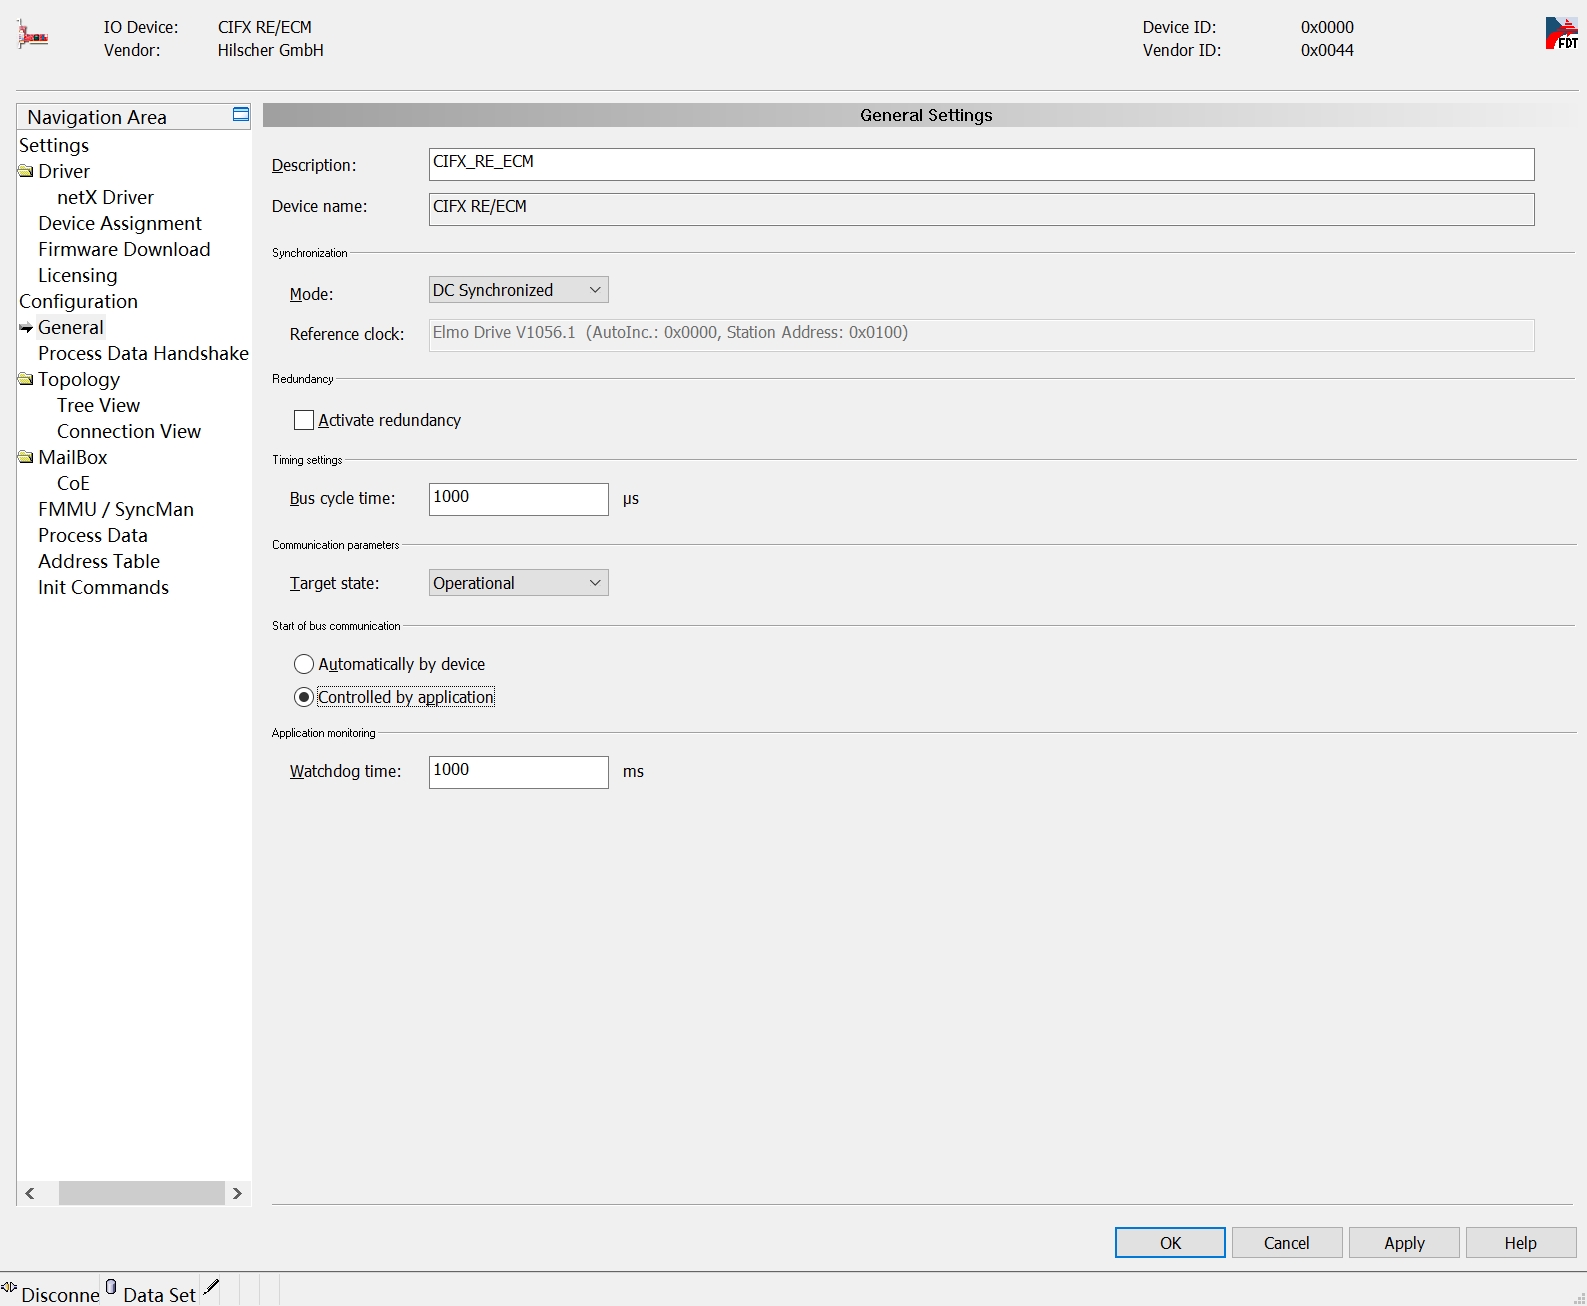 IO Device: CIFX RE/ECM Device ID: 0x0000
Vendor: Hilscher GmbH Vendor ID: 0x0044
FDT
Navigation Area
Settings
Driver
netX Driver
Device Assignment
Firmware Download
Licensing
Configuration
General
Process Data Handshake
Topology
Tree View
Connection View
MailBox
CoE
FMMU / SyncMan
Process Data
Address Table
Init Commands
General Settings
Description: CIFX_RE_ECM
Device name: CIFX RE/ECM
Synchronization
Mode: DC Synchronized
Reference clock: Elmo Drive V1056.1 (AutoInc.: 0x0000, Station Address: 0x0100)
Redundancy
Activate redundancy
Timing settings
Bus cycle time: 1000 µs
Communication parameters
Target state: Operational
Start of bus communication
Automatically by device
Controlled by application
Application monitoring
Watchdog time: 1000 ms
OK Cancel Apply Help
Disconne Data Set